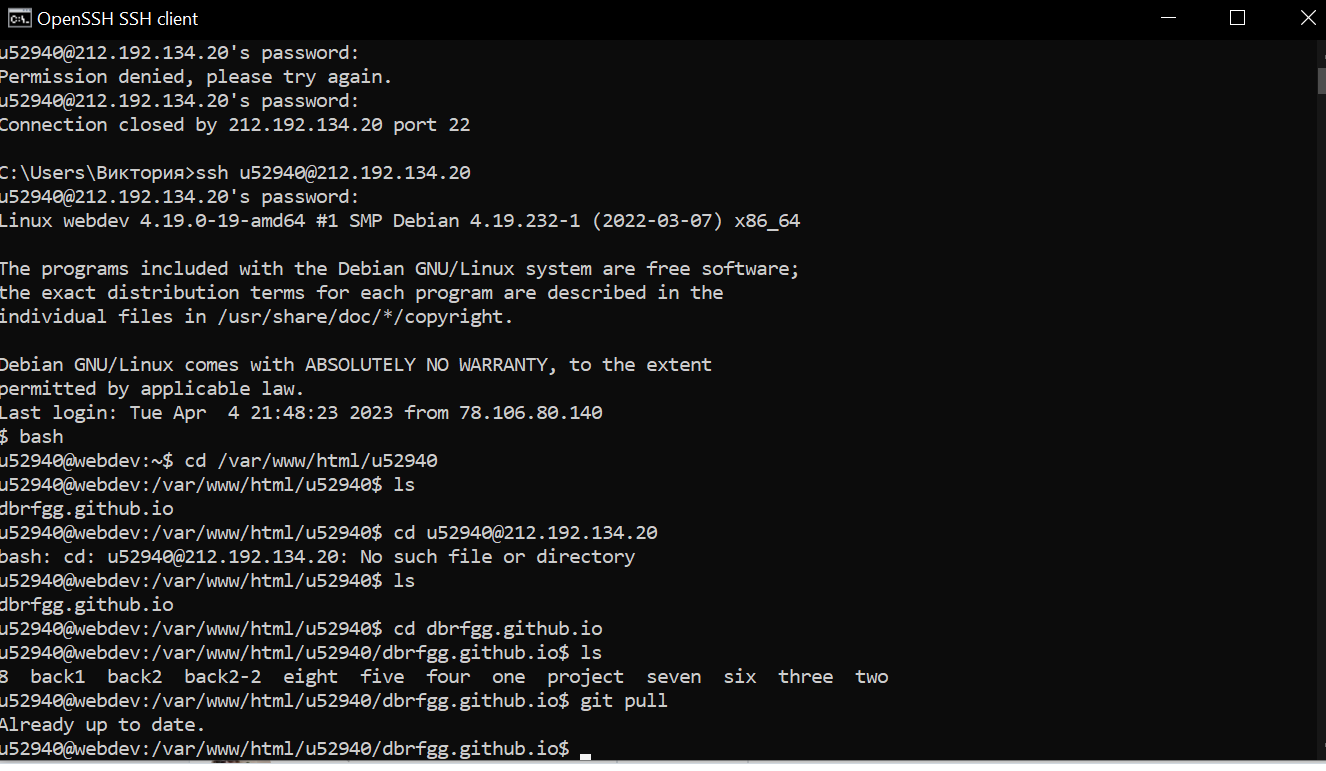 OpenSSH SSH client
u52940@212.192.134.20's password:
Permission denied, please try again.
u52940@212.192.134.20's password:
Connection closed by 212.192.134.20 port 22
C:\Users\Виктория>ssh u52940@212.192.134.20
u52940@212.192.134.20's password:
Linux webdev 4.19.0-19-amd64 #1 SMP Debian 4.19.232-1 (2022-03-07) x86_64
The programs included with the Debian GNU/Linux system are free software;
the exact distribution terms for each program are described in the
individual files in /usr/share/doc/*/copyright.
Debian GNU/Linux comes with ABSOLUTELY NO WARRANTY, to the extent
permitted by applicable law.
Last login: Tue Apr  4 21:48:23 2023 from 78.106.80.140
$ bash
u52940@webdev:~$ cd /var/www/html/u52940
u52940@webdev:/var/www/html/u52940$ ls
dbrfgg.github.io
u52940@webdev:/var/www/html/u52940$ cd u52940@212.192.134.20
bash: cd: u52940@212.192.134.20: No such file or directory
u52940@webdev:/var/www/html/u52940$ ls
dbrfgg.github.io
u52940@webdev:/var/www/html/u52940$ cd dbrfgg.github.io
u52940@webdev:/var/www/html/u52940/dbrfgg.github.io$ ls
8  back1  back2  back2-2  eight  five  four  one  project  seven  six  three  two
u52940@webdev:/var/www/html/u52940/dbrfgg.github.io$ git pull
Already up to date.
u52940@webdev:/var/www/html/u52940/dbrfgg.github.io$